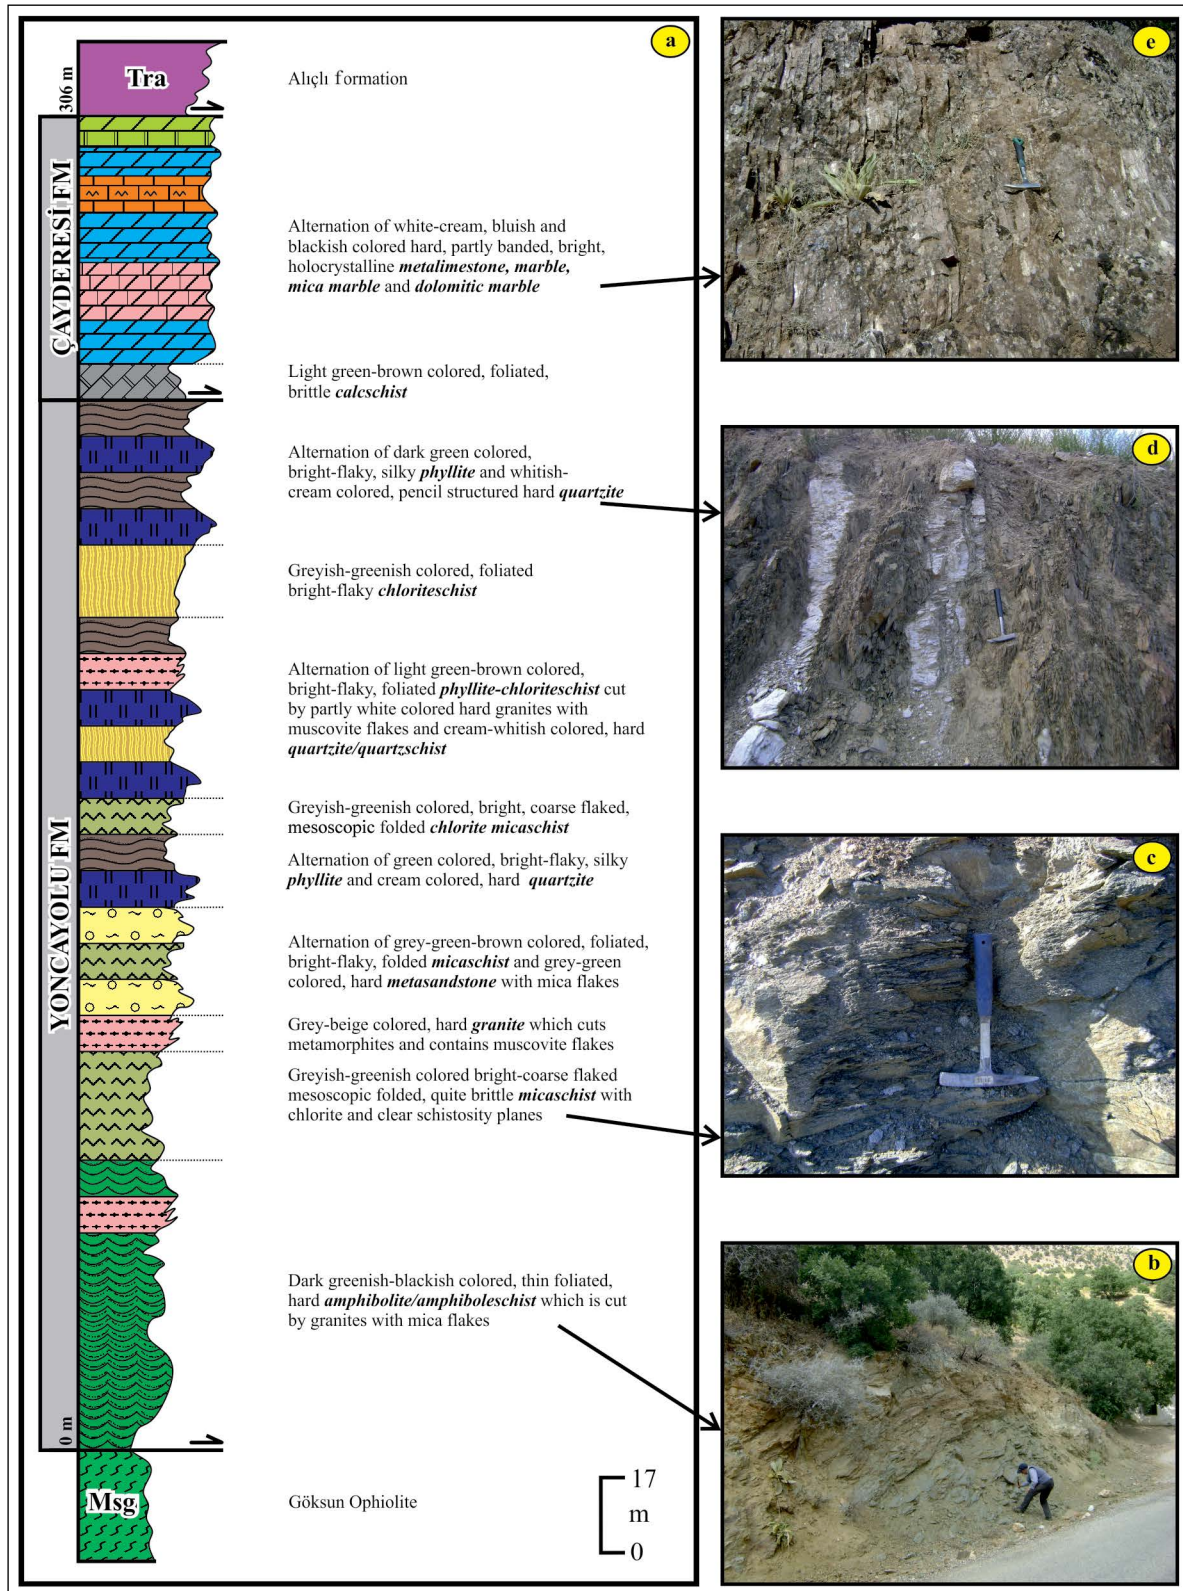 a
306 m
Tra
Alıçlı formation
ÇAYDERESİ FM
Alternation of white-cream, bluish and
blackish colored hard, partly banded, bright,
holocrystalline metalimestone, marble,
mica marble and dolomitic marble
Light green-brown colored, foliated,
brittle calcschist
YONCAYOLU FM
Alternation of dark green colored,
bright-flaky, silky phyllite and whitish-
cream colored, pencil structured hard quartzite
Greyish-greenish colored, foliated
bright-flaky chloriteschist
Alternation of light green-brown colored,
bright-flaky, foliated phyllite-chloriteschist cut
by partly white colored hard granites with
muscovite flakes and cream-whitish colored, hard
quartzite/quartzschist
Greyish-greenish colored, bright, coarse flaked,
mesoscopic folded chlorite micaschist
Alternation of green colored, bright-flaky, silky
phyllite and cream colored, hard quartzite
Alternation of grey-green-brown colored, foliated,
bright-flaky, folded micaschist and grey-green
colored, hard metasandstone with mica flakes
Grey-beige colored, hard granite which cuts
metamorphites and contains muscovite flakes
Greyish-greenish colored bright-coarse flaked
mesoscopic folded, quite brittle micaschist with
chlorite and clear schistosity planes
Dark greenish-blackish colored, thin foliated,
hard amphibolite/amphiboleschist which is cut
by granites with mica flakes
0 m
Msg
Göksun Ophiolite
17
m
0
e
d
c
b